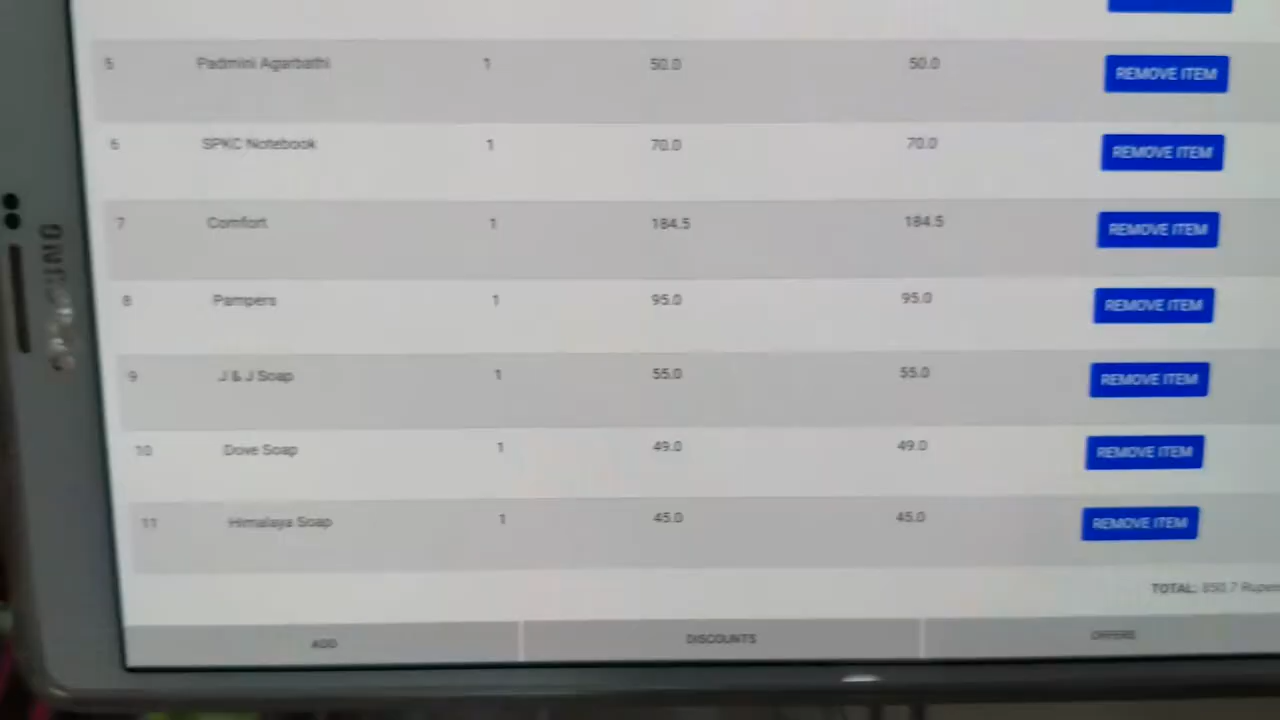 5 Padmini Agarbathi 1 50.0 50.0 REMOVE ITEM
6 SPKC Notebook 1 70.0 70.0 REMOVE ITEM
7 Comfort 1 184.5 184.5 REMOVE ITEM
8 Pampers 1 95.0 95.0 REMOVE ITEM
9 J & J Soap 1 55.0 55.0 REMOVE ITEM
10 Dove Soap 1 49.0 49.0 REMOVE ITEM
11 Himalaya Soap 1 45.0 45.0 REMOVE ITEM
TOTAL: 850.7
ADD DISCOUNTS OFFERS